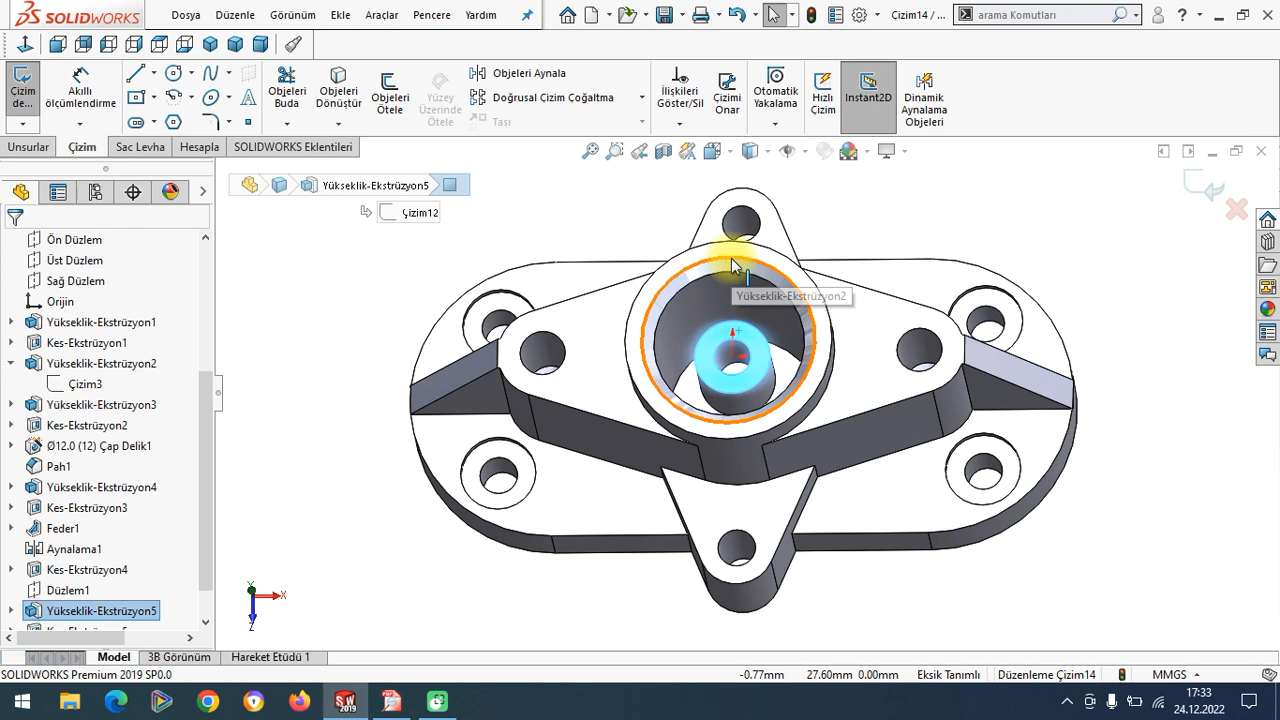 SOLIDWORKS
Dosya
Düzenle
Görünüm
Ekle
Araçlar
Pencere
Yardım
Çizim14 /
arama Komutları
Çizim
de...
Akıllı
ölçümlendirme
Objeleri
Buda
Objeleri
Dönüştür
Objeleri
Ötele
Yüzey
Üzerinde
Ötele
Objeleri Aynala
Doğrusal Çizim Çoğaltma
Taşı
İlişkileri
Göster/Sil
Çizimi
Onar
Otomatik
Yakalama
Hızlı
Çizim
Instant2D
Dinamik
Aynalama
Objeleri
Unsurlar
Çizim
Sac Levha
Hesapla
SOLIDWORKS Eklentileri
Yükseklik-Ekstrüzyon5
Çizim12
Ön Düzlem
Üst Düzlem
Sağ Düzlem
Orijin
Yükseklik-Ekstrüzyon1
Kes-Ekstrüzyon1
Yükseklik-Ekstrüzyon2
Çizim3
Yükseklik-Ekstrüzyon3
Kes-Ekstrüzyon2
Ø12.0 (12) Çap Delik1
Pah1
Yükseklik-Ekstrüzyon4
Kes-Ekstrüzyon3
Feder1
Aynalama1
Kes-Ekstrüzyon4
Düzlem1
Yükseklik-Ekstrüzyon5
Yükseklik-Ekstrüzyon2
Y
X
Z
Model
3B Görünüm
Hareket Etüdü 1
SOLIDWORKS Premium 2019 SP0.0
-0.77mm
27.60mm 0.00mm
Eksik Tanımlı
Düzenleme Çizim14
MMGS
SW
2019
17:33
24.12.2022